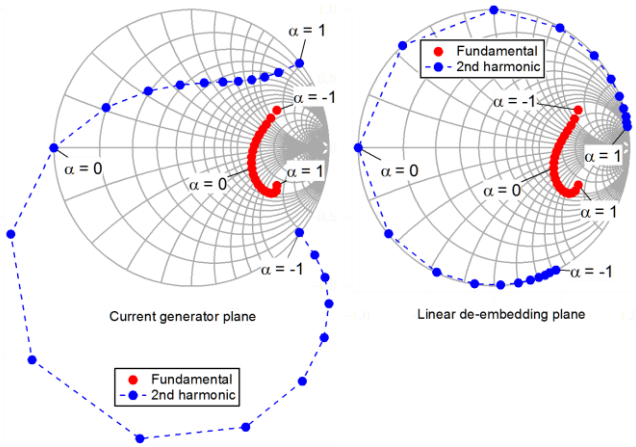 α = 1
α = -1
α = 0
α = 0
α = 1
α = -1
Current generator plane
Fundamental
2nd harmonic
Fundamental
2nd harmonic
α = -1
α = 1
α = 0
α = 1
α = -1
Linear de-embedding plane